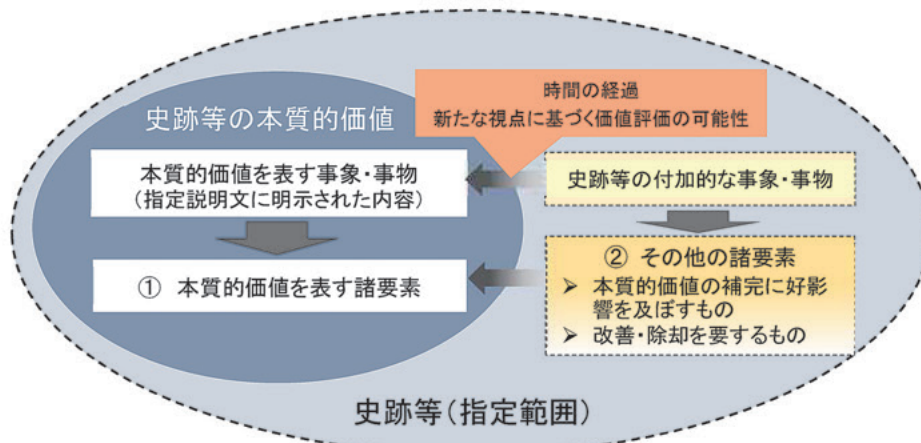 時間の経過
新たな視点に基づく価値評価の可能性
史跡等の本質的価値
本質的価値を表す事象・事物
(指定説明文に明示された内容)
史跡等の付加的な事象・事物
① 本質的価値を表す諸要素
② その他の諸要素
➢ 本質的価値の補完に好影
響を及ぼすもの
➢ 改善・除却を要するもの
史跡等(指定範囲)